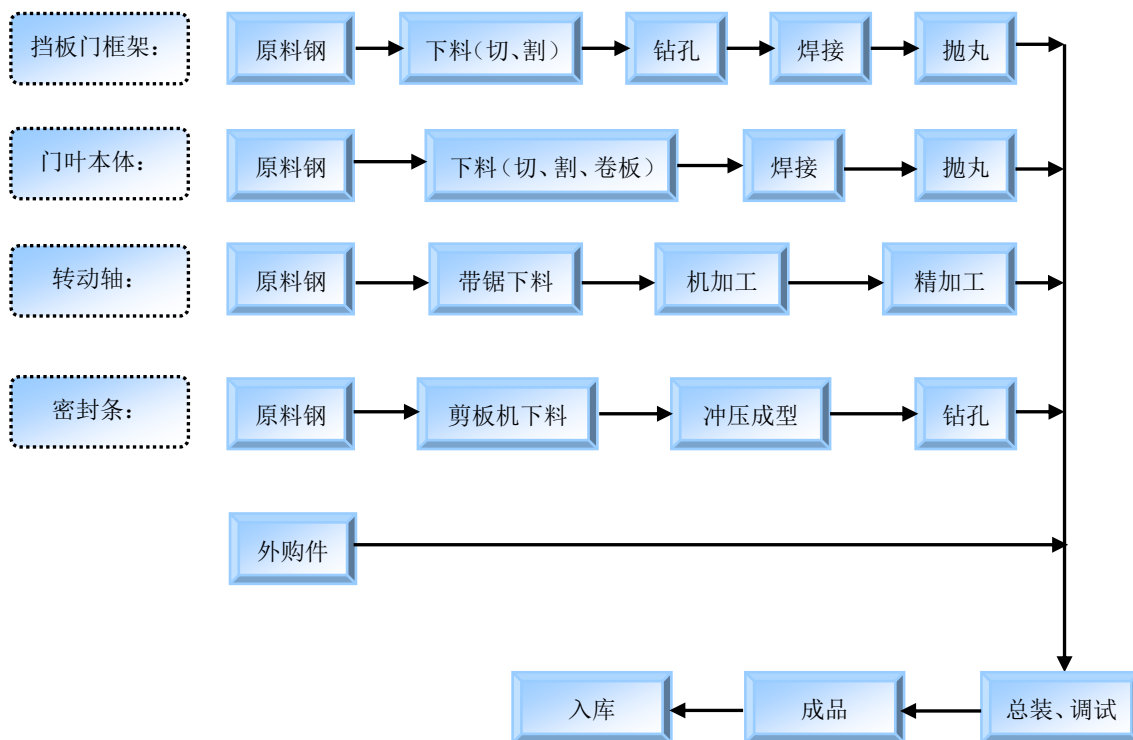 挡板门框架： 原料钢 下料（切、割） 钻孔 焊接 抛丸
门叶本体： 原料钢 下料（切、割、卷板） 焊接 抛丸
转动轴： 原料钢 带锯下料 机加工 精加工
密封条： 原料钢 剪板机下料 冲压成型 钻孔
外购件
入库 成品 总装、调试